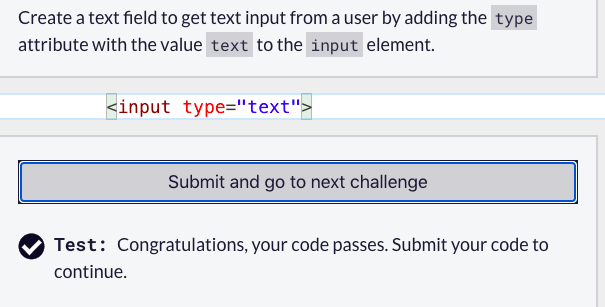 Create a text field to get text input from a user by adding the type
attribute with the value text to the input element.
<input type="text">
Submit and go to next challenge
Test: Congratulations, your code passes. Submit your code to
continue.